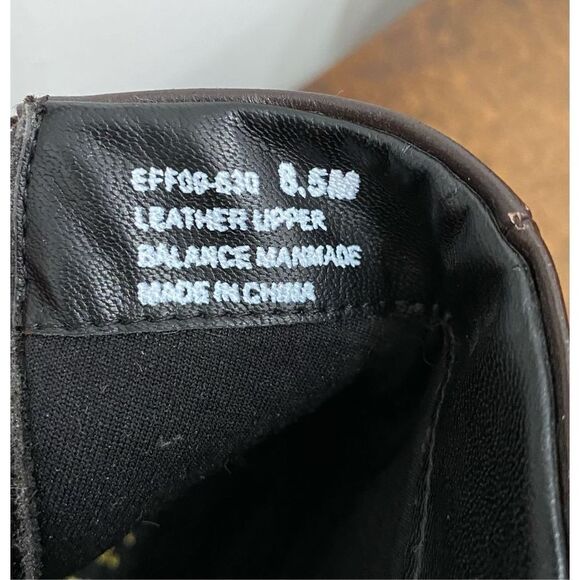 EFF09-630 8.5M
LEATHER UPPER
BALANCE MANMADE
MADE IN CHINA